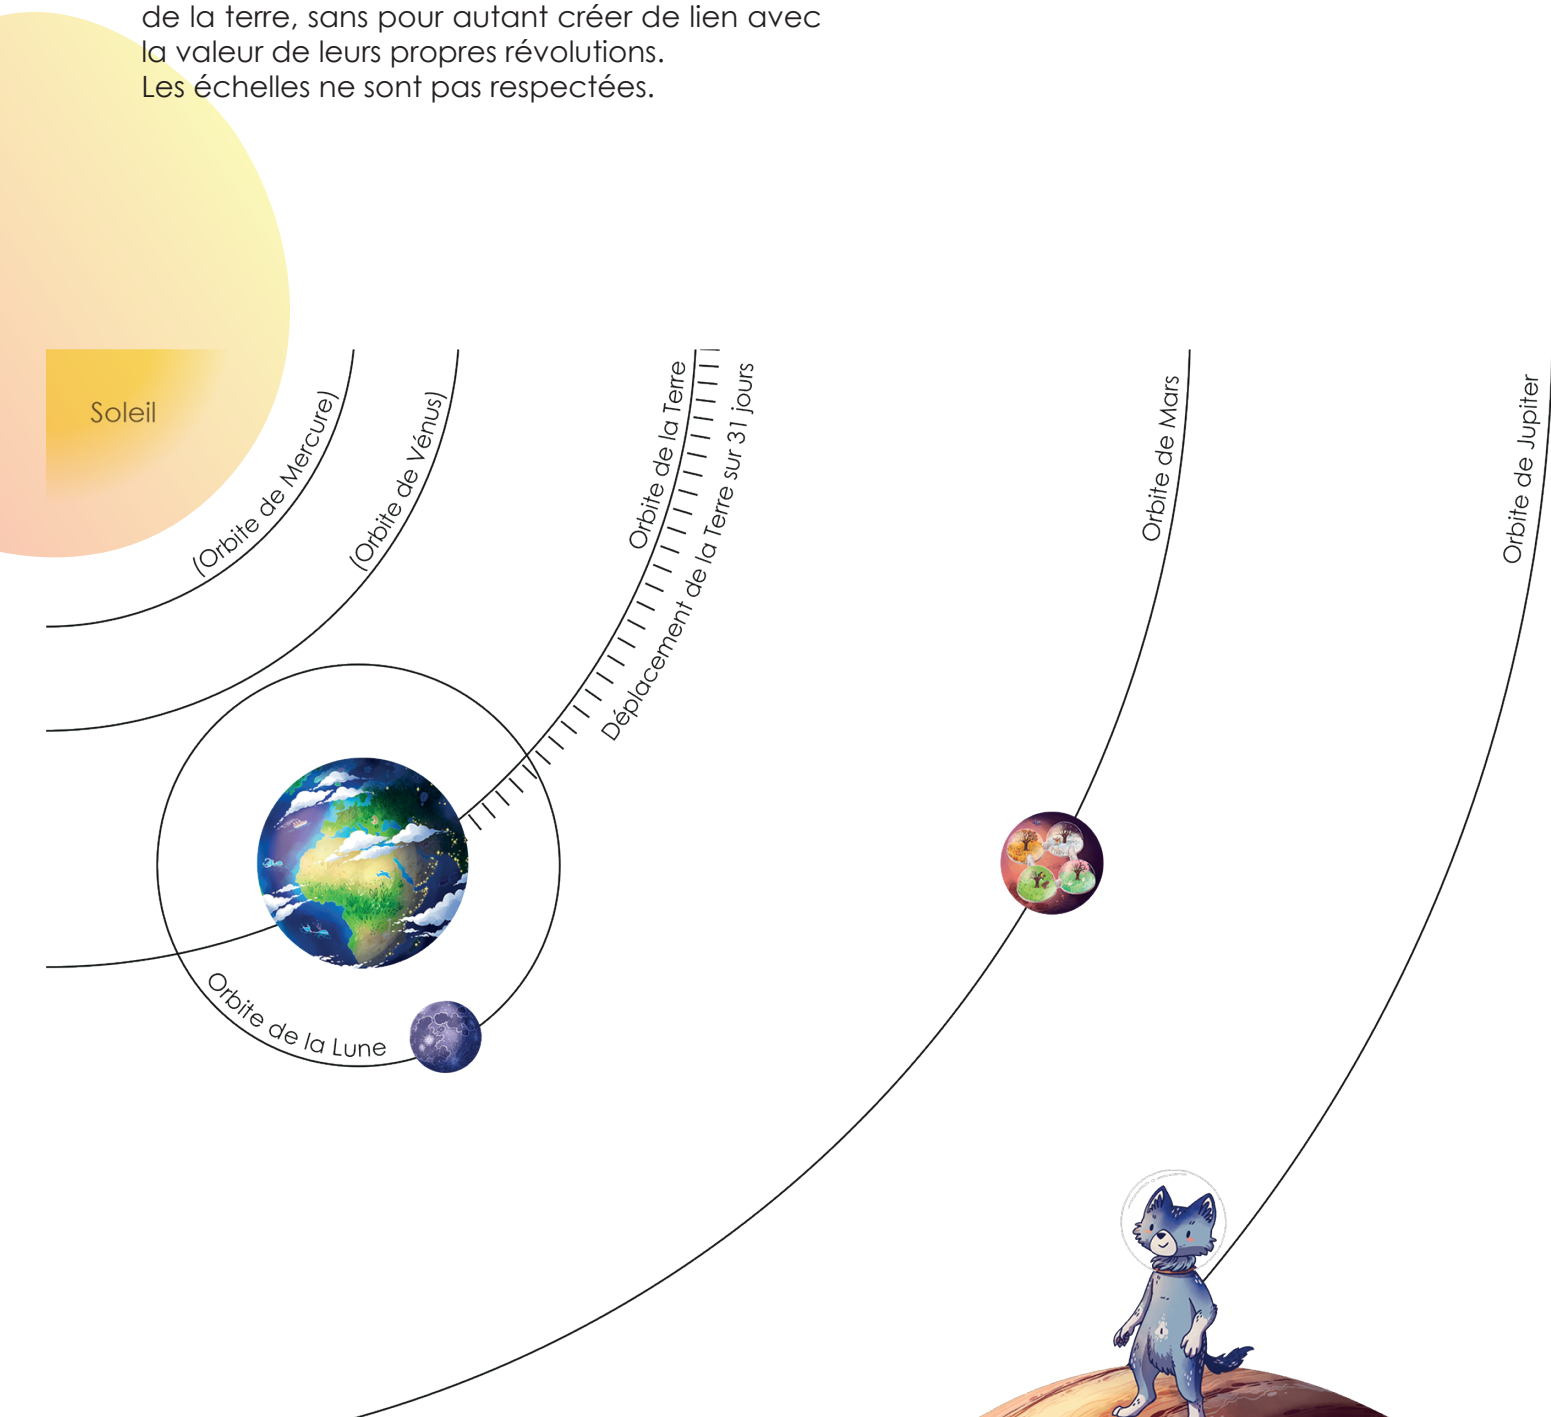 de la terre, sans pour autant créer de lien avec
la valeur de leurs propres révolutions.
Les échelles ne sont pas respectées.
Soleil
(Orbite de Mercure)
(Orbite de Vénus)
Orbite de la Terre
Déplacement de la Terre sur 31 jours
Orbite de Mars
Orbite de Jupiter
Orbite de la Lune